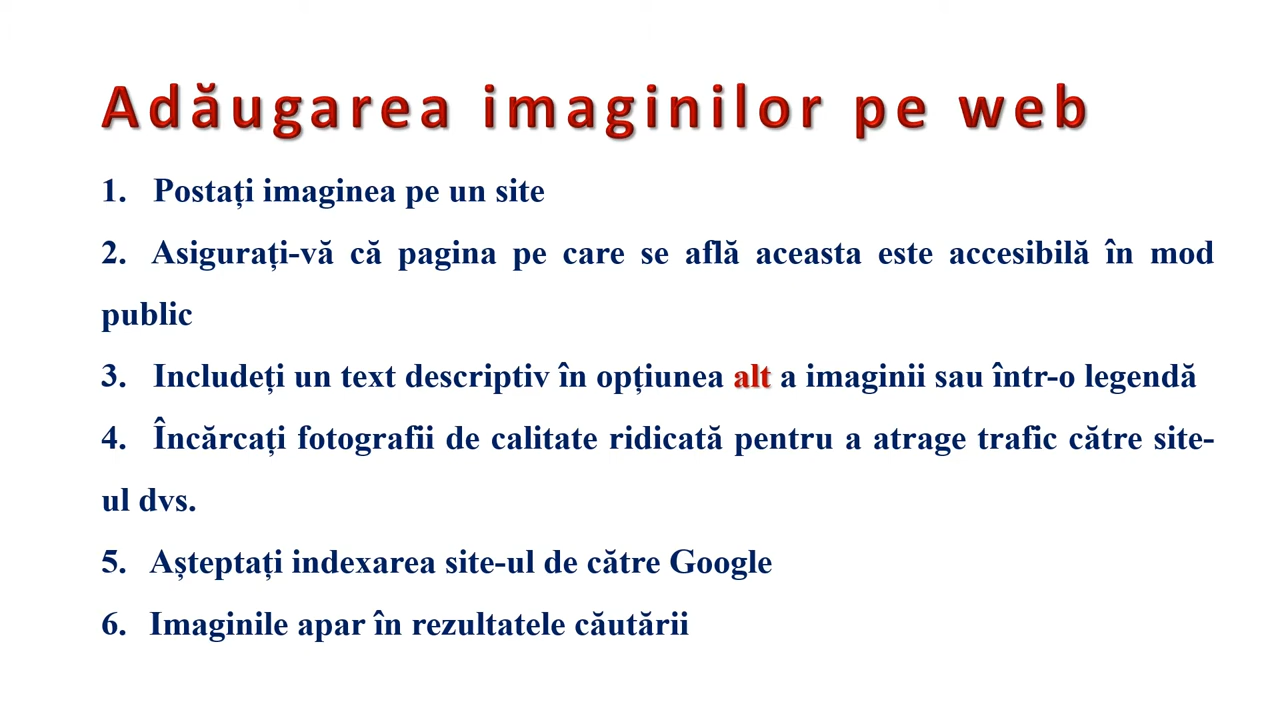 Adăugarea imaginilor pe web
1. Postați imaginea pe un site
2. Asigurați-vă că pagina pe care se află aceasta este accesibilă în mod
public
3. Includeți un text descriptiv în opțiunea alt a imaginii sau într-o legendă
4. Încărcați fotografii de calitate ridicată pentru a atrage trafic către site-
ul dvs.
5. Așteptați indexarea site-ul de către Google
6. Imaginile apar în rezultatele căutării